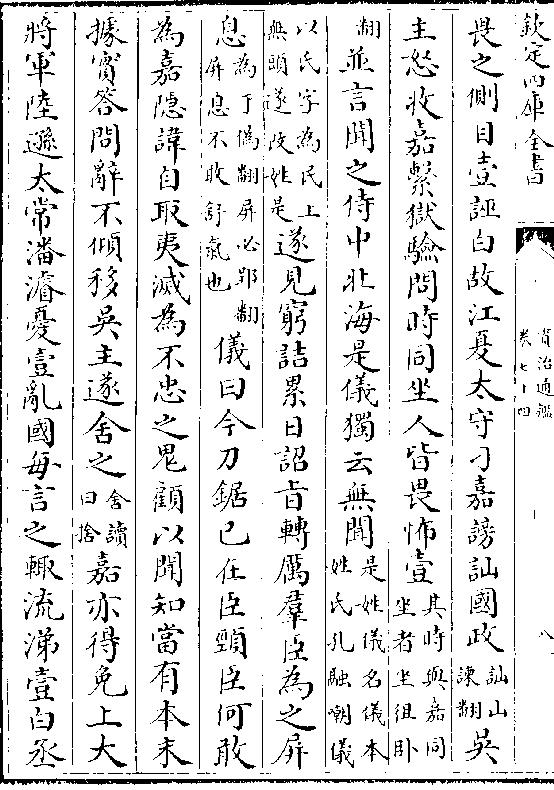 欽定四庫全書
資治通鑑
卷七十四
八
畏之側目壹誣白故江夏太守刁嘉謗訕國政訕山諫翻吳
主怒收嘉繫獄驗問時同坐人皆畏怖壹其時與嘉同坐者坐徂卧
翻並言聞之侍中北海是儀獨云無聞是姓儀名儀本姓氏孔融嘲儀
以氏字為民上無頭遂改姓是遂見窮詰累日詔旨轉厲羣臣為之屏
息為于偽翻屏必郢翻屏息不敢舒氣也儀曰今刀鋸已在臣頸臣何敢
為嘉隱諱自取夷滅為不忠之鬼顧以聞知當有本末
據實答問辭不傾移吳主遂舍之舍讀曰捨嘉亦得免上大
將軍陸遜太常潘濬憂壹亂國每言之輒流涕壹白丞